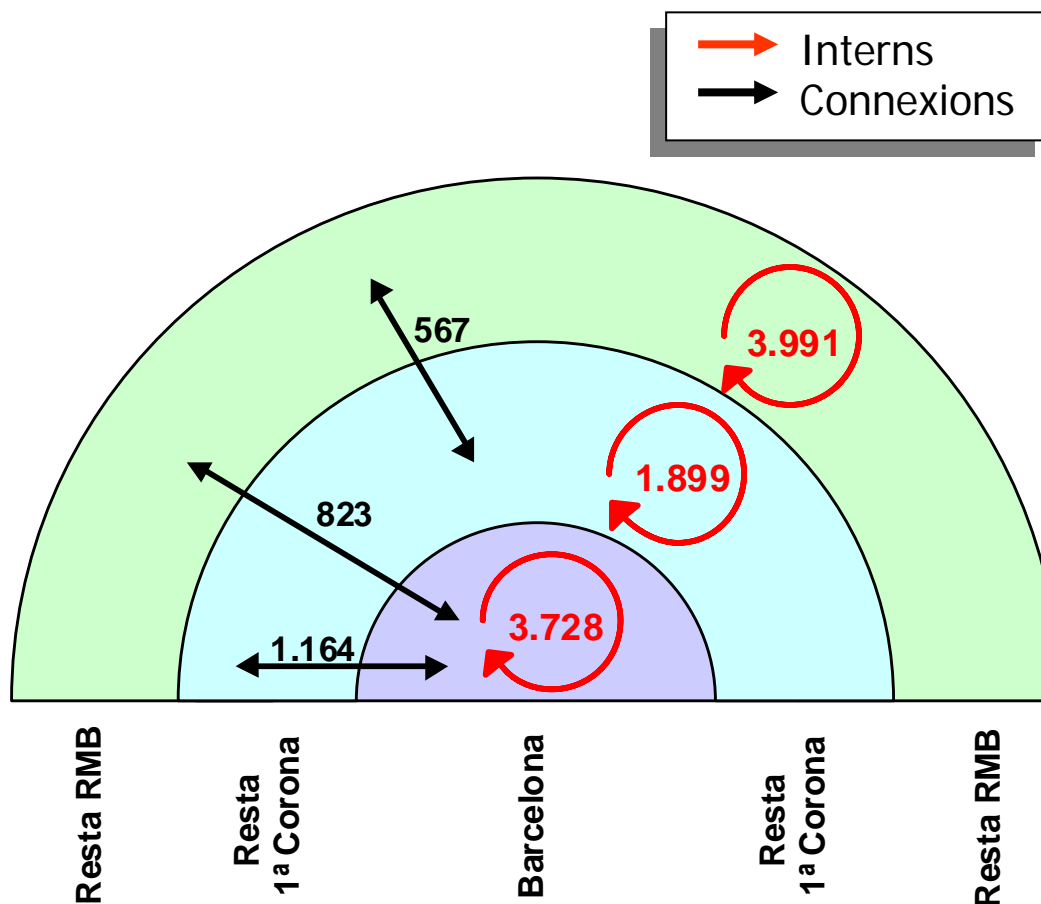 Interns
Connexions
567
3.991
1.899
823
3.728
1.164
Resta RMB
Resta
1ª Corona
Barcelona
Resta
1ª Corona
Resta RMB